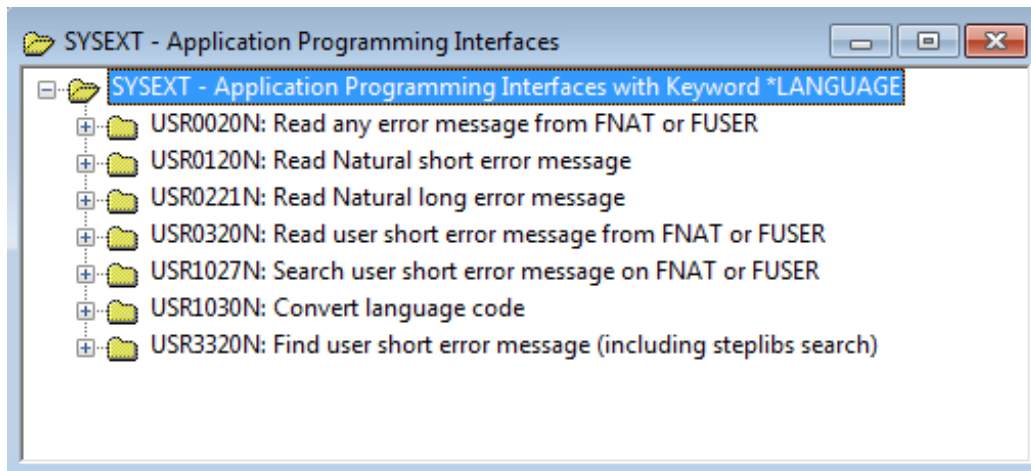 SYSEXT - Application Programming Interfaces
SYSEXT - Application Programming Interfaces with Keyword *LANGUAGE
USR0020N: Read any error message from FNAT or FUSER
USR0120N: Read Natural short error message
USR0221N: Read Natural long error message
USR0320N: Read user short error message from FNAT or FUSER
USR1027N: Search user short error message on FNAT or FUSER
USR1030N: Convert language code
USR3320N: Find user short error message (including steplibs search)